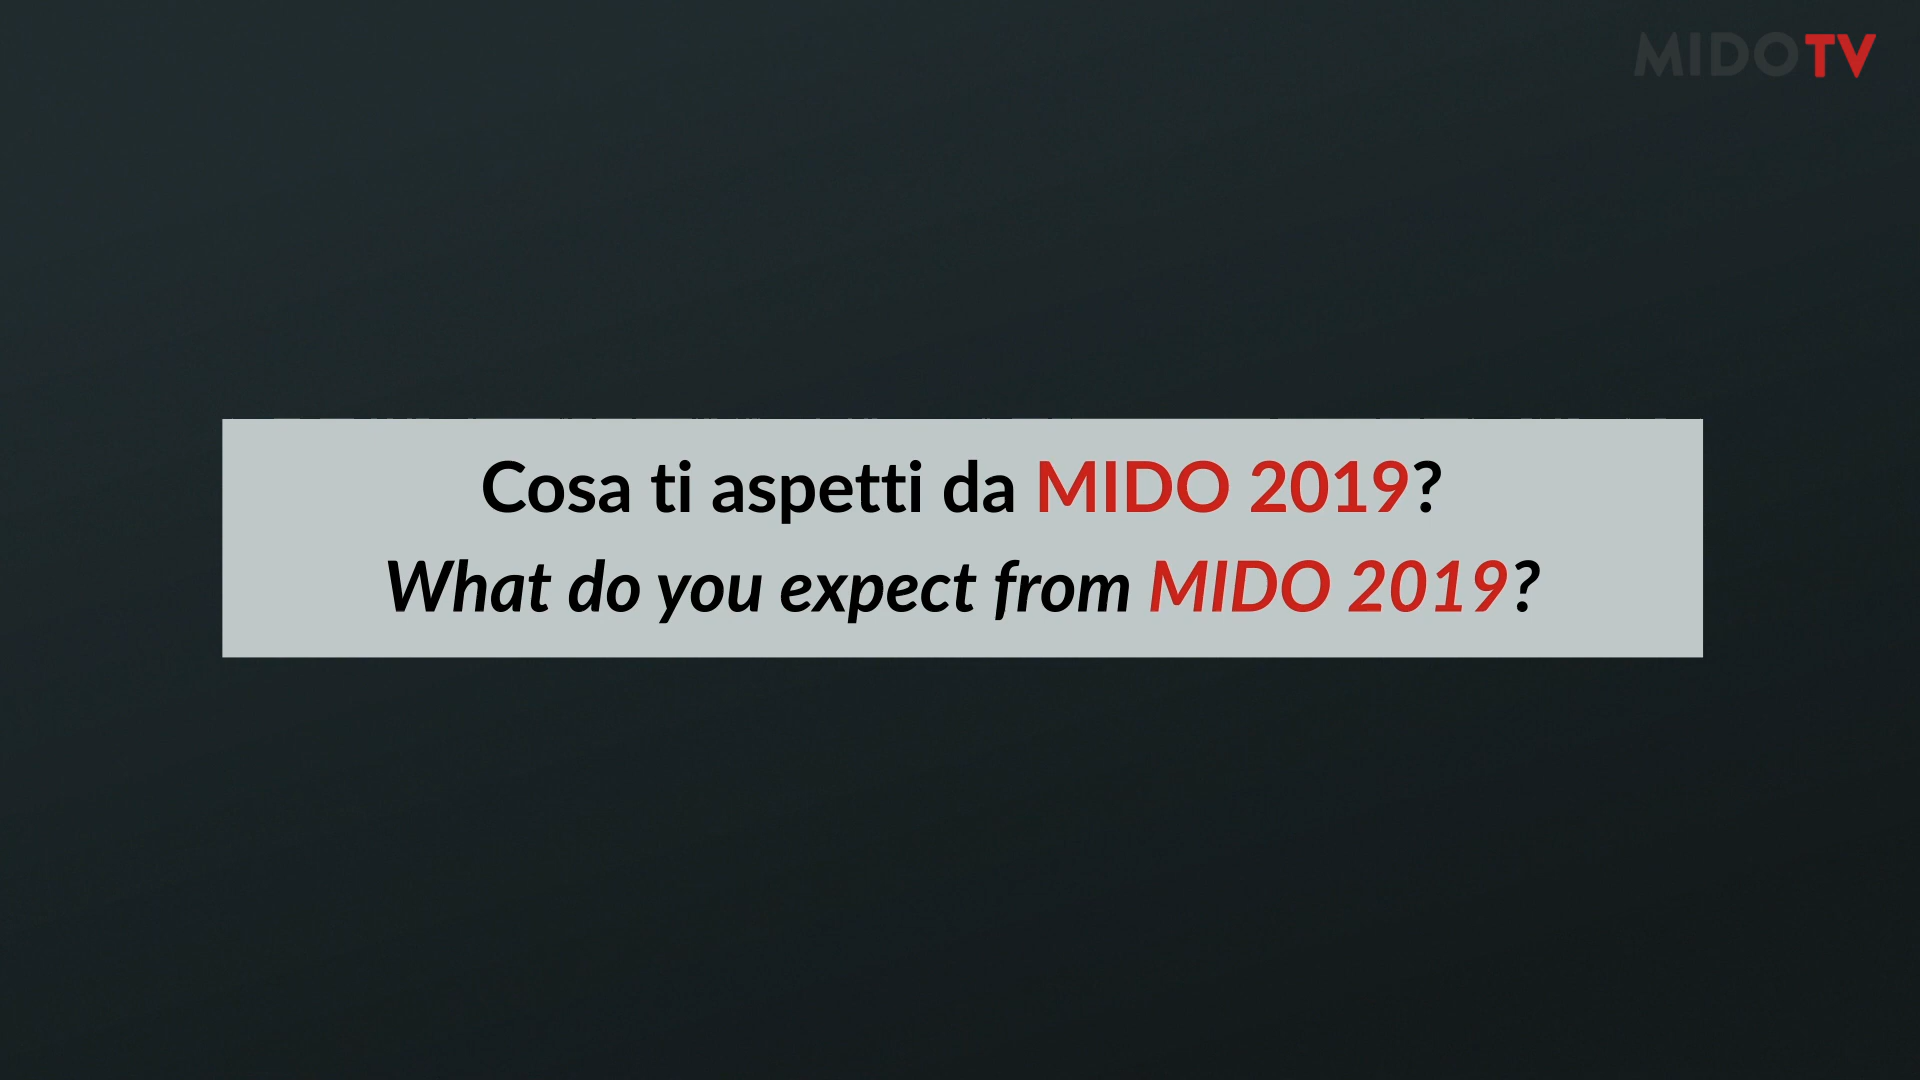 MIDOTV
Cosa ti aspetti da MIDO 2019?
What do you expect from MIDO 2019?